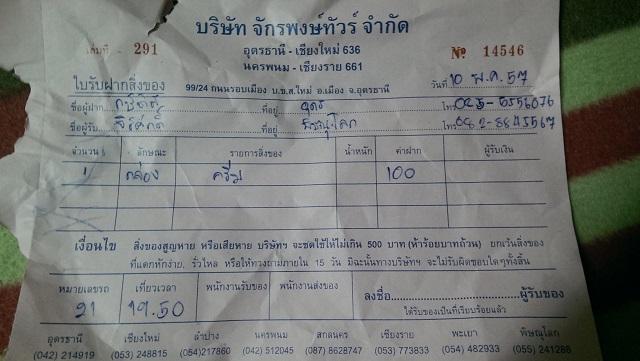 บริษัท จักรพงษ์ทัวร์ จำกัด
เล่มที่ - 291 อุดรธานี - เชียงใหม่ 636 № 14546
นครพนม - เชียงราย 661
ใบรับฝากสิ่งของ 99/24 ถนนรอบเมือง บ.ข.ส.ใหม่ อ.เมือง จ.อุดรธานี วันที่ 10 พ.ค. 57
ชื่อผู้ฝาก ที่อยู่ อุดร โทร
ชื่อผู้รับ ที่อยู่ พิษณุโลก โทร 082-8845567
จำนวน ลักษณะ รายการสิ่งของ น้ำหนัก ค่าฝาก ผู้รับเงิน
1 กล่อง ครีม 100
เงื่อนไข สิ่งของสูญหาย หรือเสียหาย บริษัทฯ จะชดใช้ให้ไม่เกิน 500 บาท (ห้าร้อยบาทถ้วน) ยกเว้นสิ่งของ
ที่แตกหักง่าย, รั่วไหล หรือให้ทวงถามภายใน 15 วัน มิฉะนั้นทางบริษัทฯ จะไม่รับผิดชอบใดๆทั้งสิ้น
หมายเลขรถ เที่ยวเวลา พนักงานรับของ พนักงานส่งของ ลงชื่อ........ผู้รับของ
21 19.50 ได้รับของเป็นที่เรียบร้อยแล้ว
อุดรธานี เชียงใหม่ ลำปาง นครพนม สกลนคร เชียงราย พะเยา พิษณุโลก
(042) 214919 (053) 248815 (054)217860 (042) 512045 (087) 8628747 (053) 773833 (054) 482933 (055) 241286